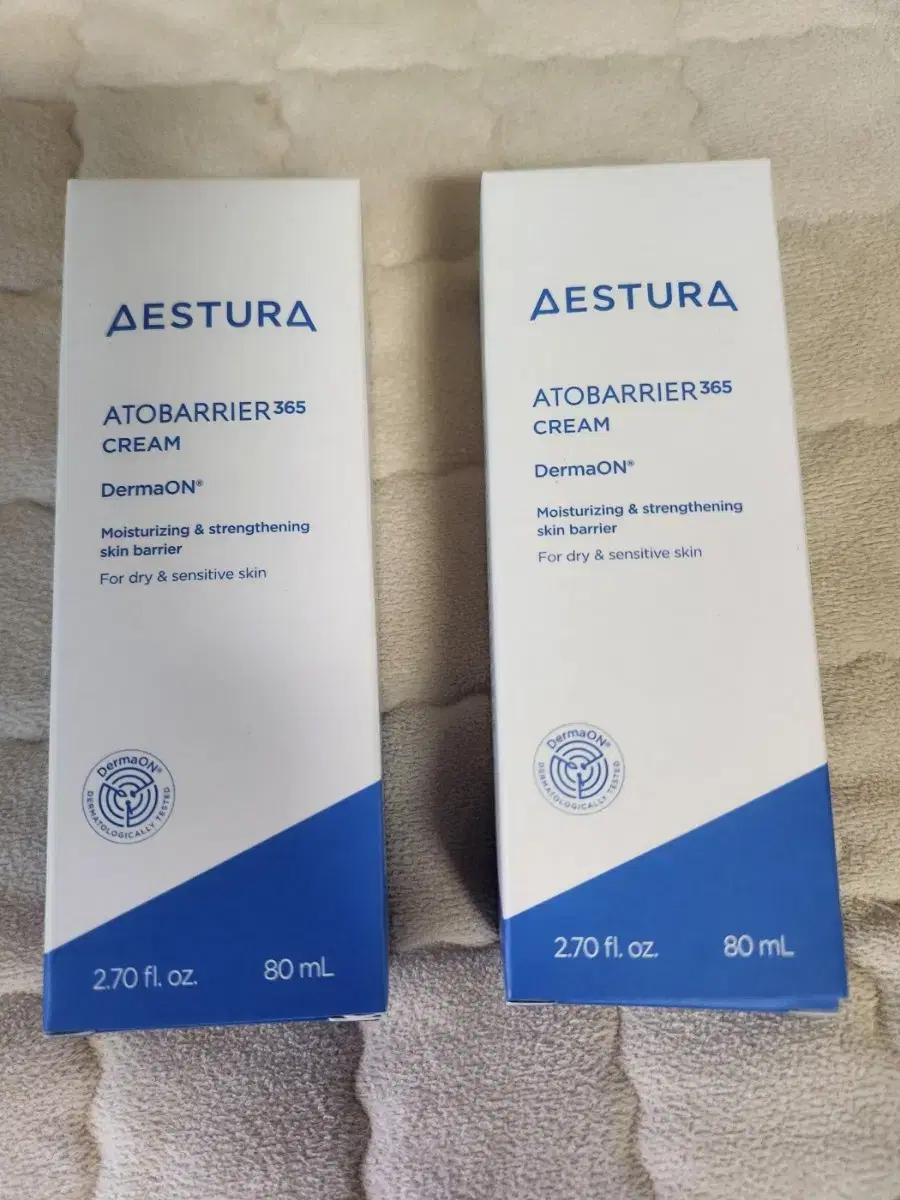 AESTURA
ATOBARRIER365
CREAM
DermaON®
Moisturizing & strengthening
skin barrier
For dry & sensitive skin
DermaON®
DERMATOLOGICALLY TESTED
2.70 fl. oz. 80 mL
AESTURA
ATOBARRIER365
CREAM
DermaON®
Moisturizing & strengthening
skin barrier
For dry & sensitive skin
DermaON®
DERMATOLOGICALLY TESTED
2.70 fl. oz. 80 mL